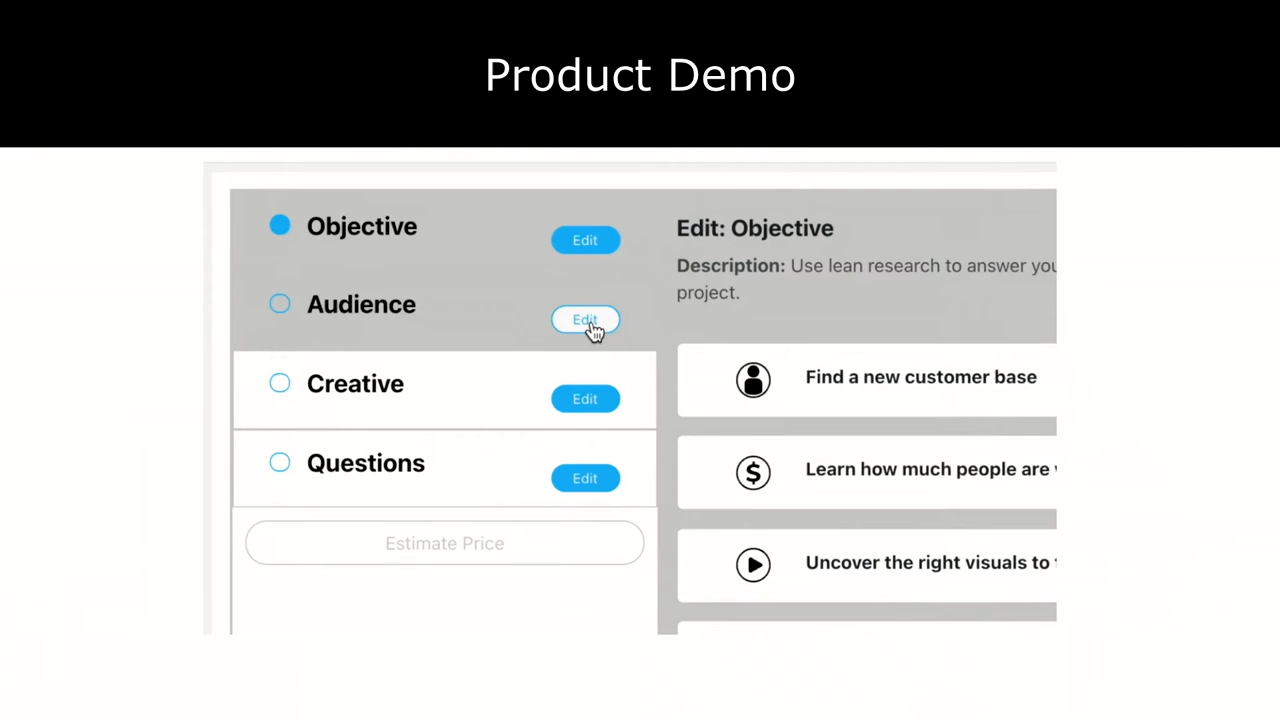 Product Demo
Objective
Edit
Audience
Edit
Creative
Edit
Questions
Edit
Estimate Price
Edit: Objective
Description: Use lean research to answer you
project.
Find a new customer base
Learn how much people are
Uncover the right visuals to